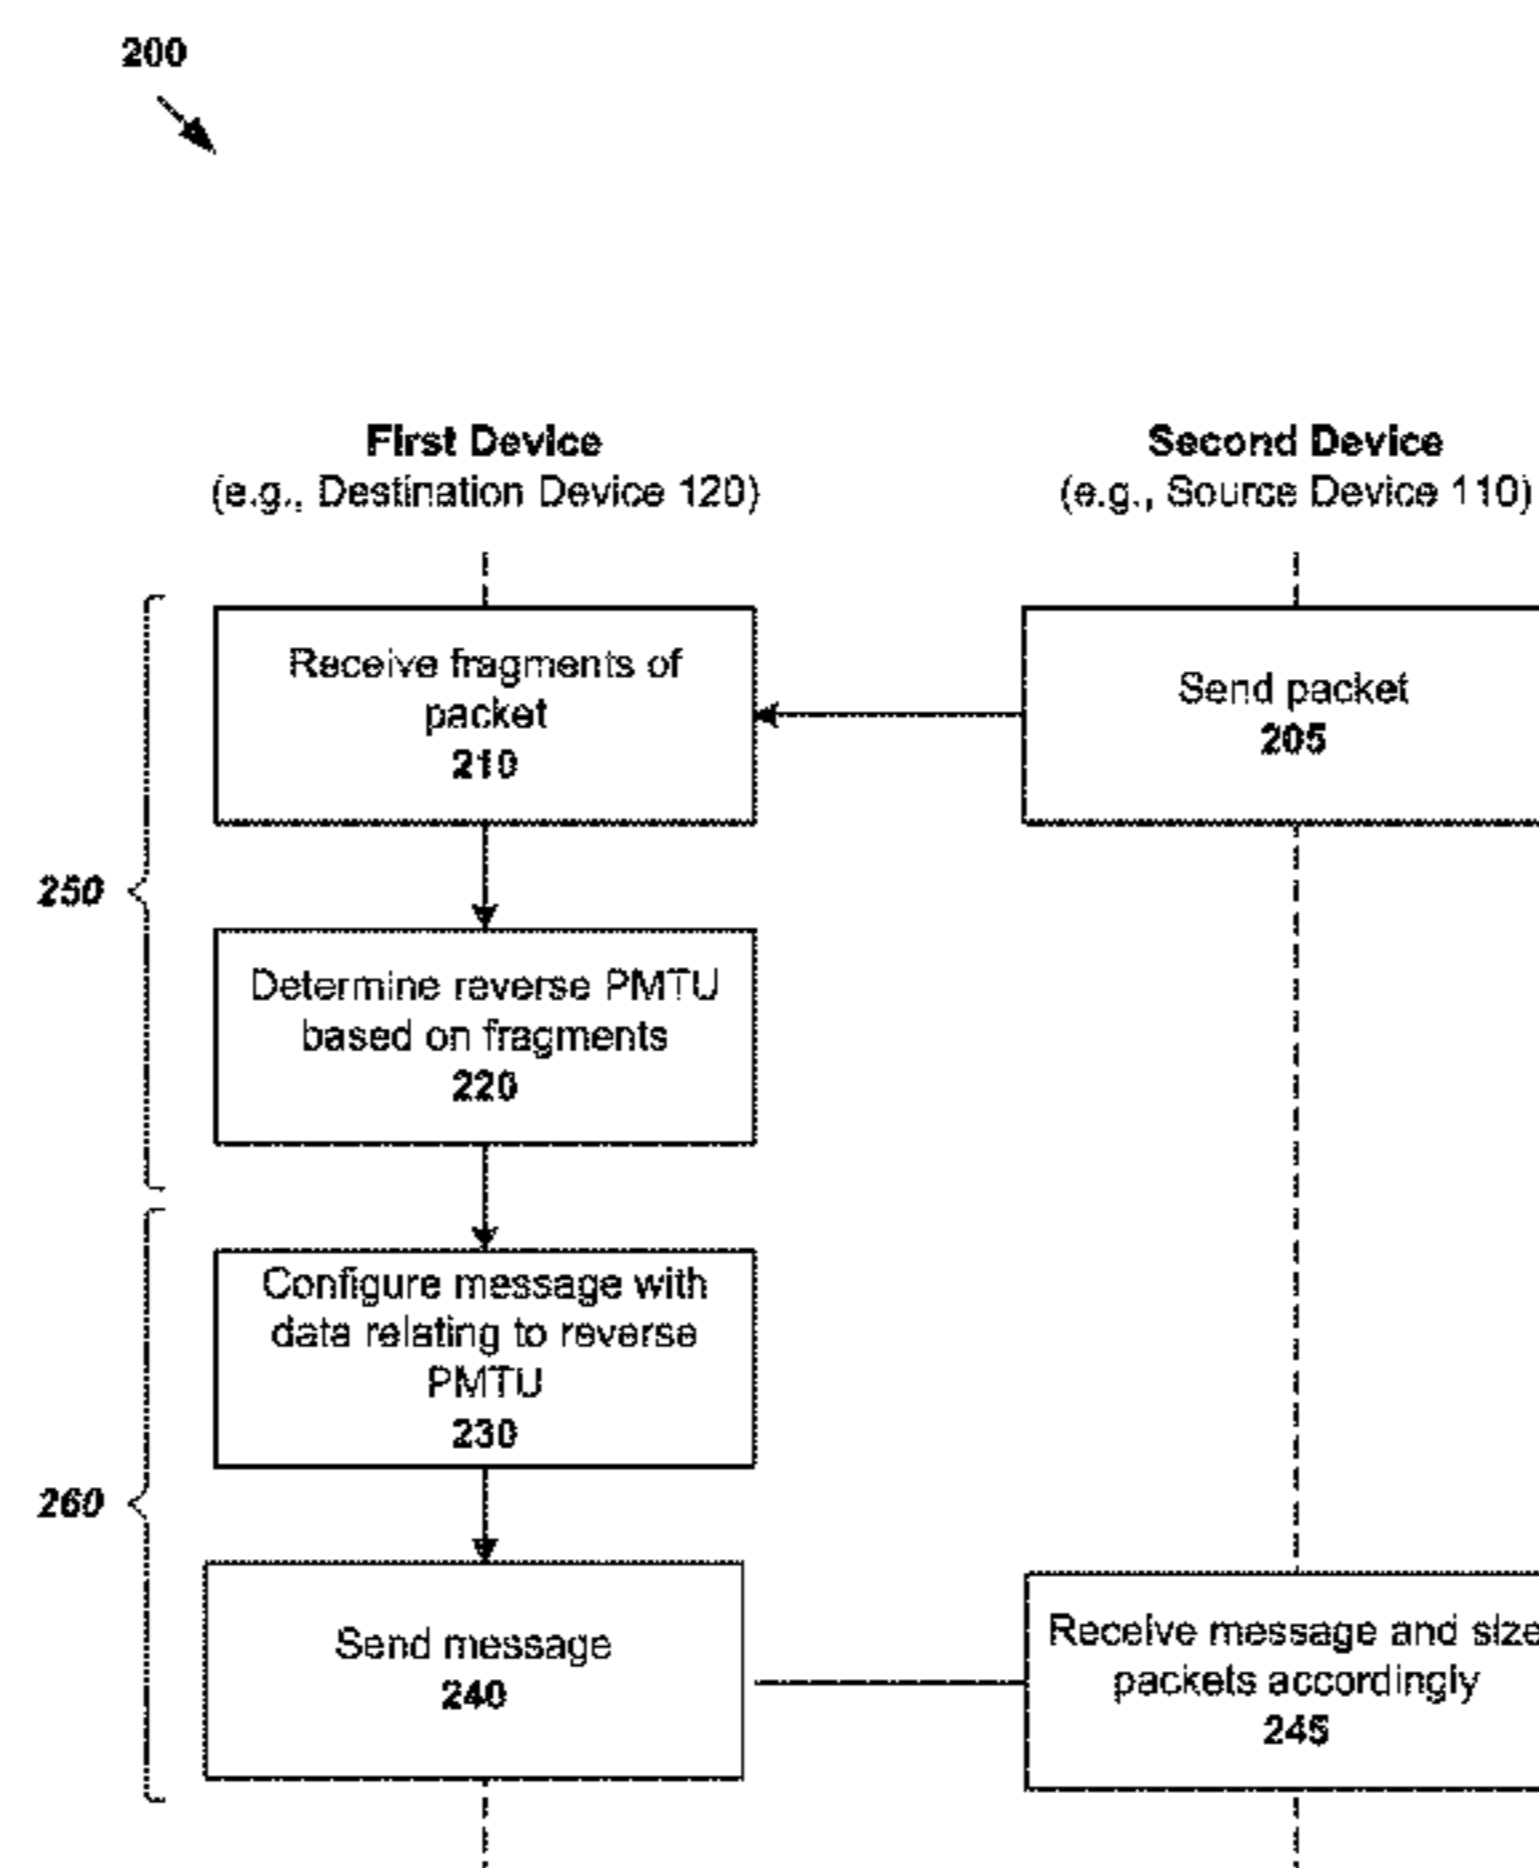 200
First Device
(e.g., Destination Device 120)
Second Device
(e.g., Source Device 110)
Receive fragments of
packet
210
Send packet
205
250
Determine reverse PMTU
based on fragments
220
Configure message with
data relating to reverse
PMTU
230
260
Send message
240
Receive message and size
packets accordingly
245